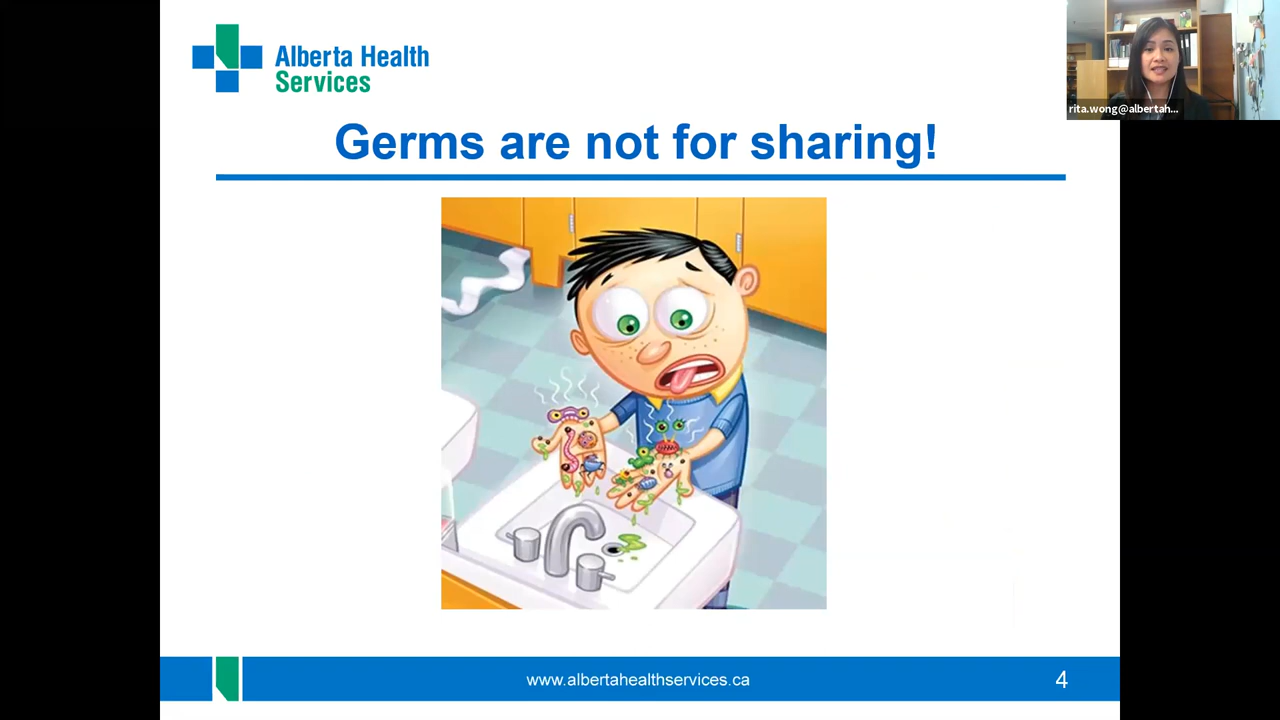 Alberta Health
Services
rita.wong@albertah...
Germs are not for sharing!
www.albertahealthservices.ca
4